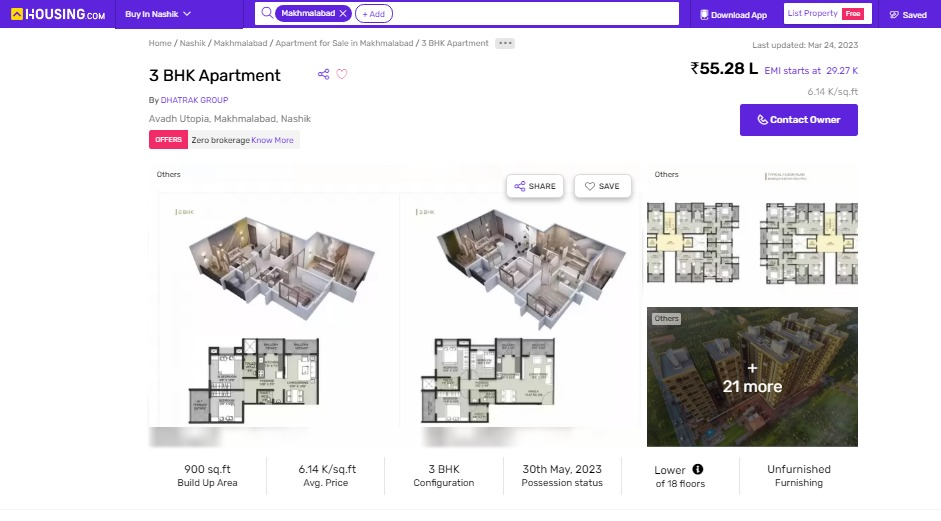 HOUSING.COM
Buy In Nashik
Makhmalabad
+ Add
Download App
List Property Free
Saved
Home / Nashik / Makhmalabad / Apartment for Sale in Makhmalabad / 3 BHK Apartment
Last updated: Mar 24, 2023
3 BHK Apartment
₹55.28 L EMI starts at 29.27 K
6.14 K/sq.ft
By DHATRAK GROUP
Avadh Utopia, Makhmalabad, Nashik
Contact Owner
OFFERS Zero brokerage Know More
Others
SHARE
SAVE
2 BHK
3 BHK
Others
Others
+
21 more
900 sq.ft
Build Up Area
6.14 K/sq.ft
Avg. Price
3 BHK
Configuration
30th May, 2023
Possession status
Lower
of 18 floors
Unfurnished
Furnishing